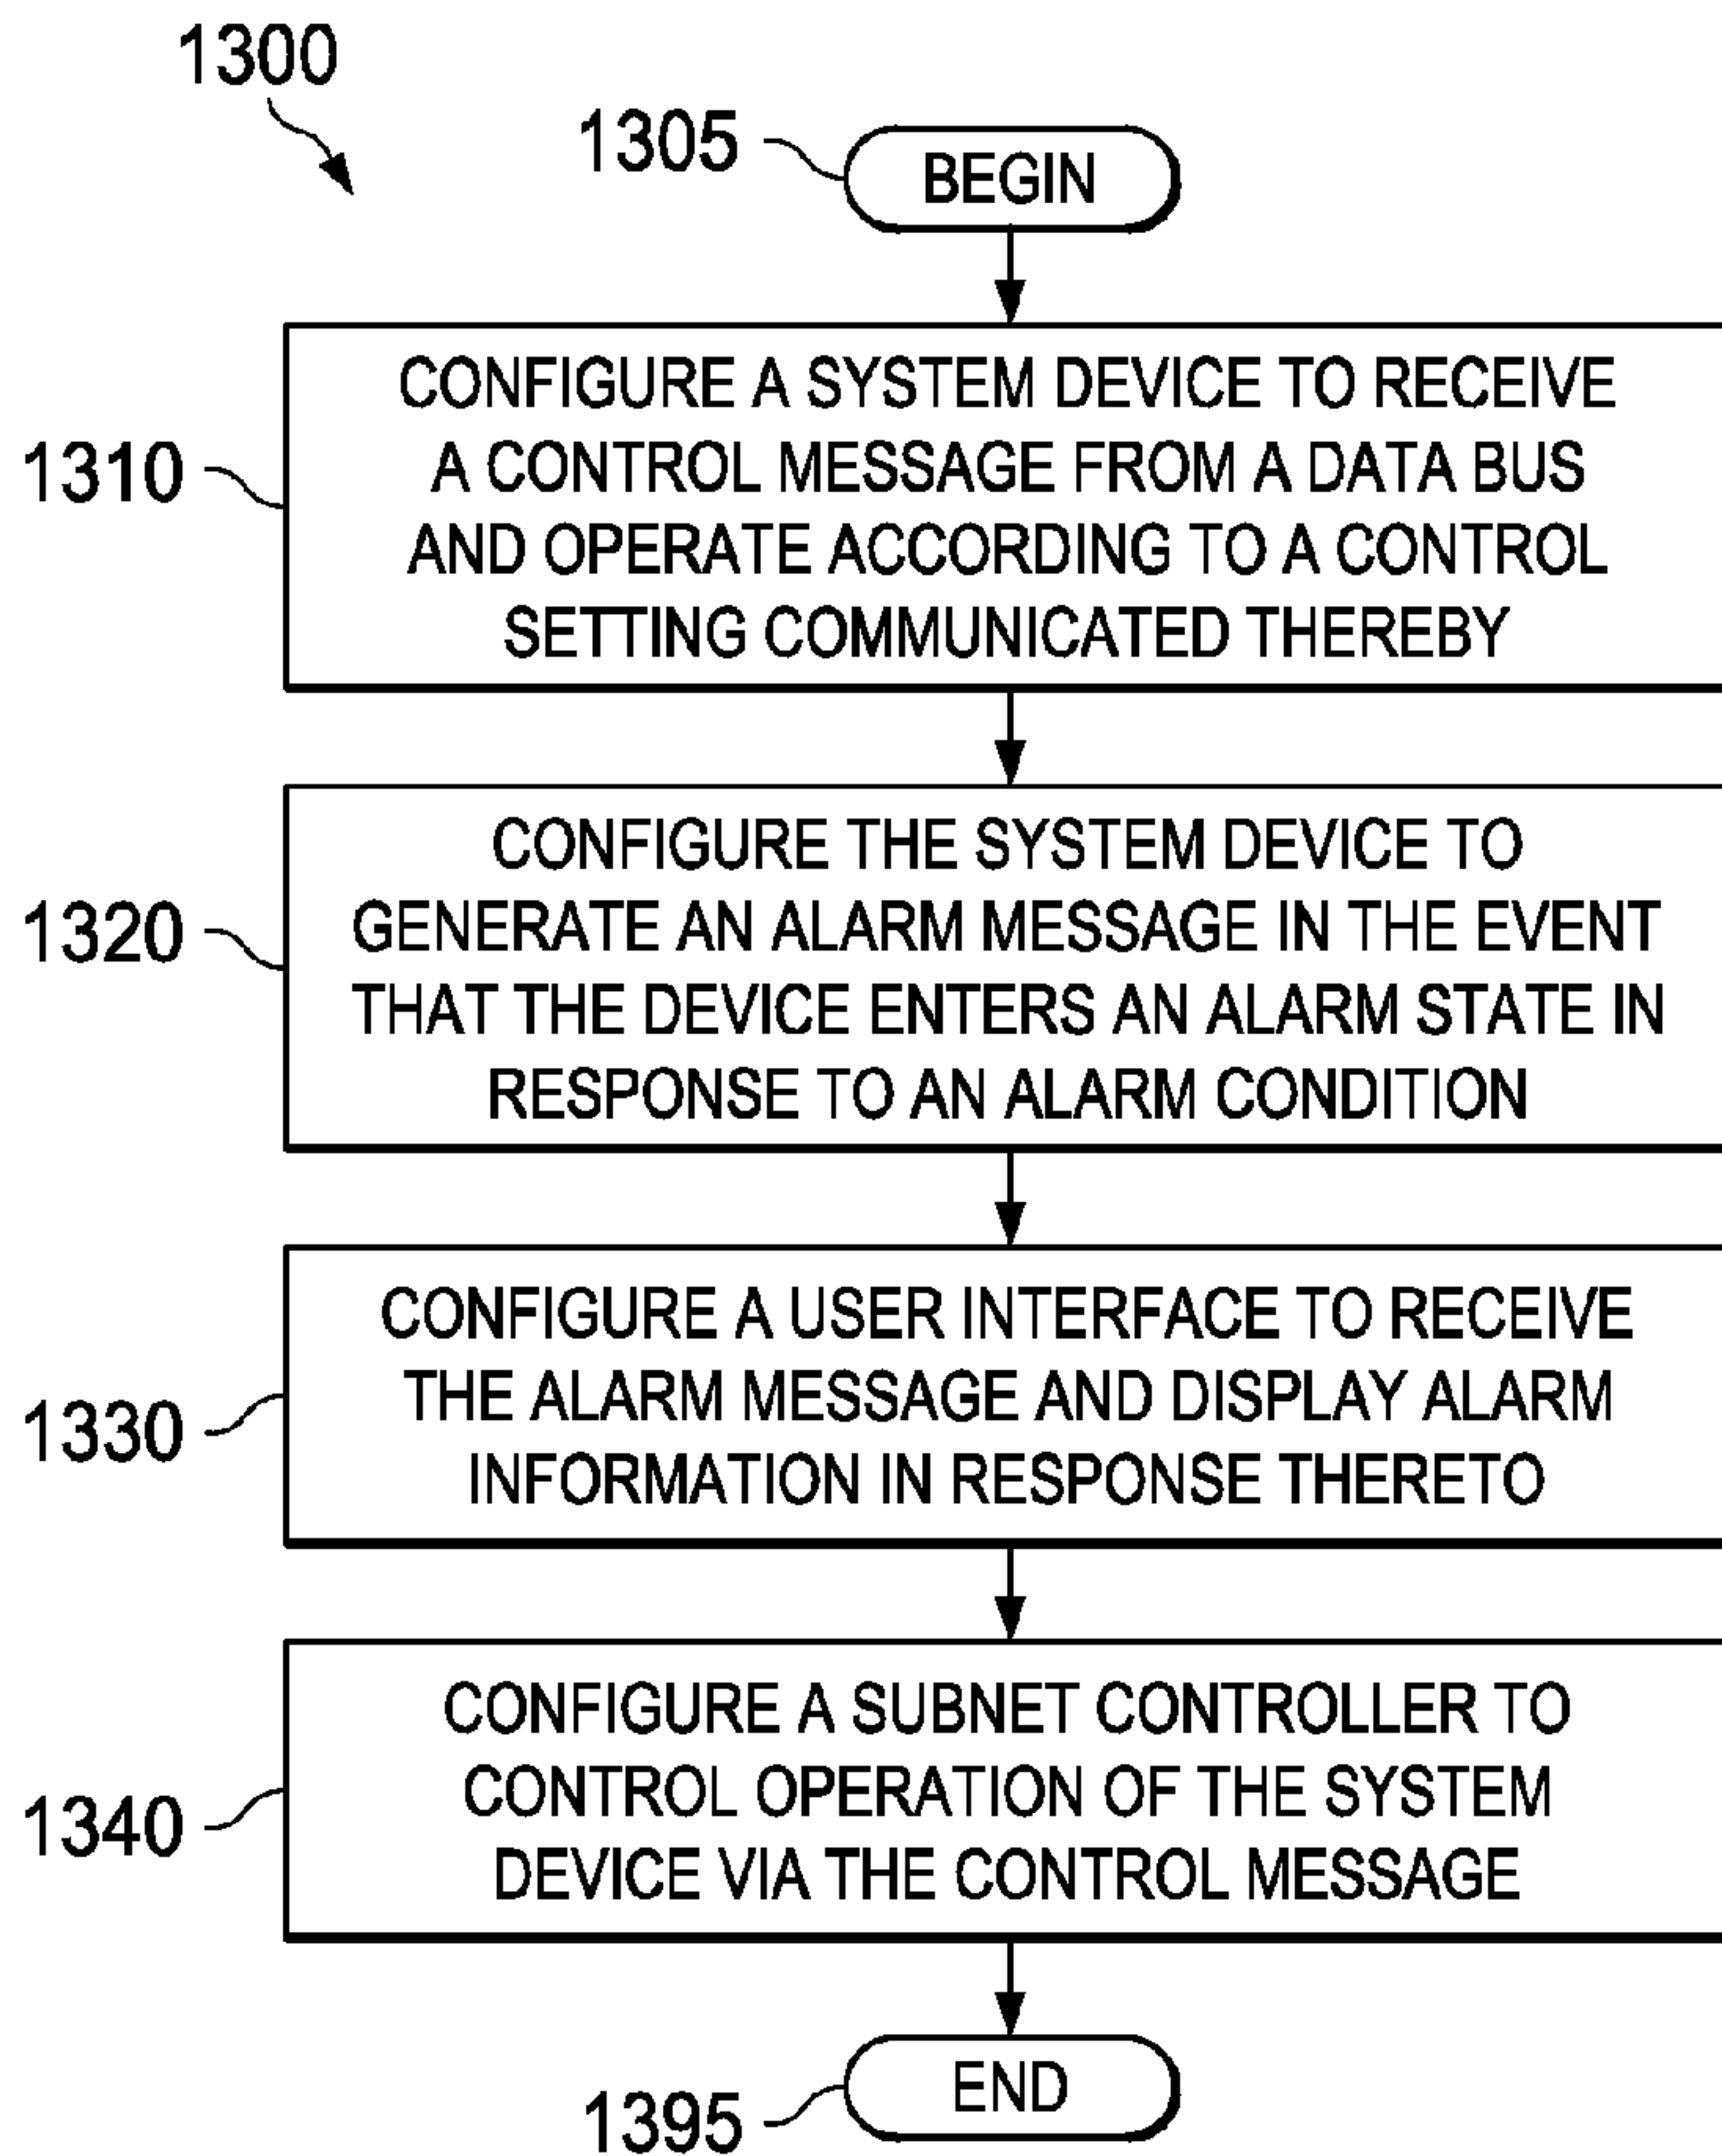 1300
1305
BEGIN
1310
CONFIGURE A SYSTEM DEVICE TO RECEIVE
A CONTROL MESSAGE FROM A DATA BUS
AND OPERATE ACCORDING TO A CONTROL
SETTING COMMUNICATED THEREBY
1320
CONFIGURE THE SYSTEM DEVICE TO
GENERATE AN ALARM MESSAGE IN THE EVENT
THAT THE DEVICE ENTERS AN ALARM STATE IN
RESPONSE TO AN ALARM CONDITION
1330
CONFIGURE A USER INTERFACE TO RECEIVE
THE ALARM MESSAGE AND DISPLAY ALARM
INFORMATION IN RESPONSE THERETO
1340
CONFIGURE A SUBNET CONTROLLER TO
CONTROL OPERATION OF THE SYSTEM
DEVICE VIA THE CONTROL MESSAGE
1395
END